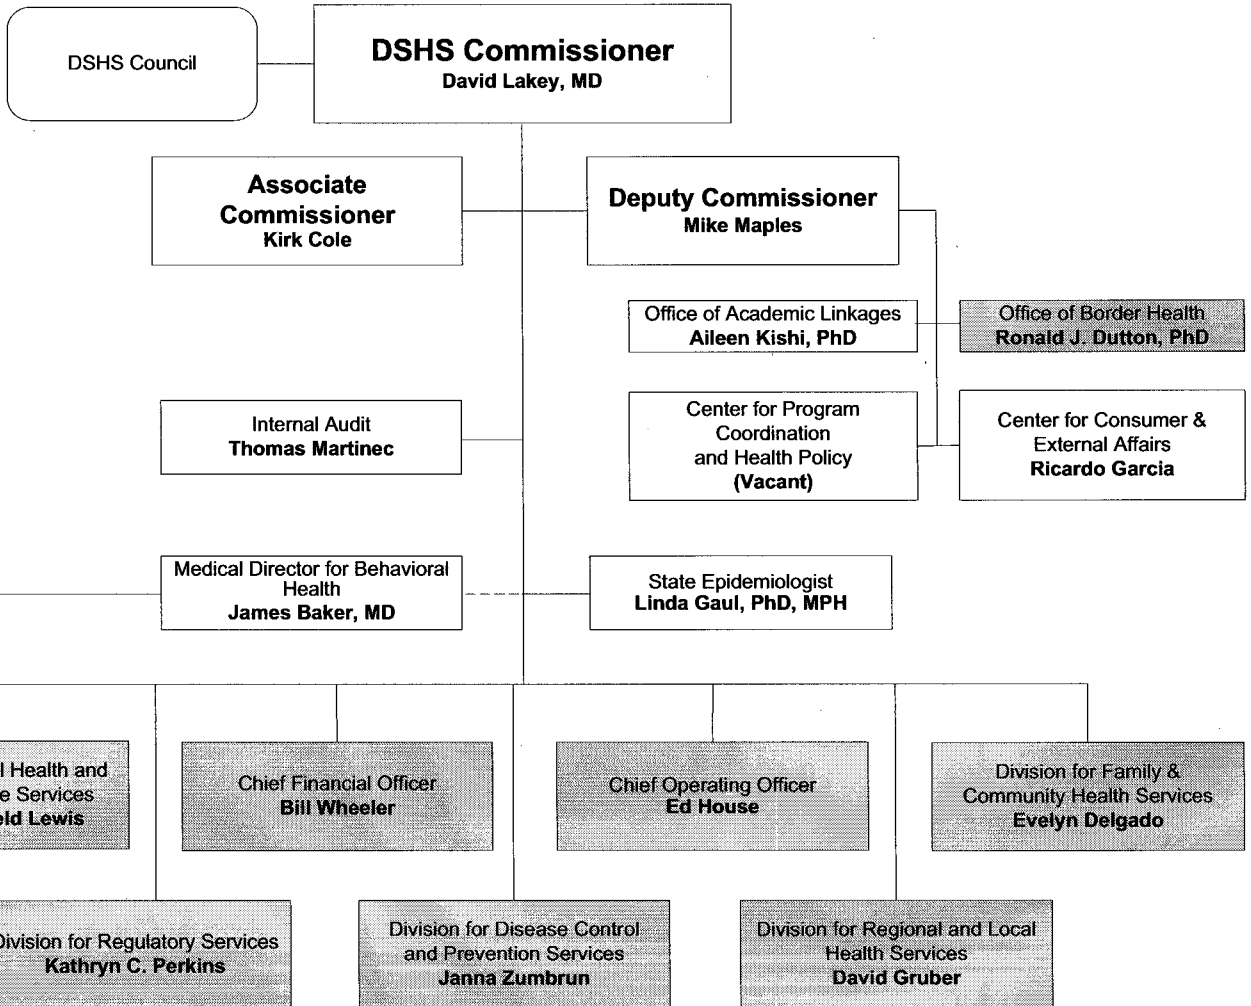 DSHS Council
DSHS Commissioner
David Lakey, MD
Associate
Commissioner
Kirk Cole
Deputy Commissioner
Mike Maples
Office of Academic Linkages
Aileen Kishi, PhD
Office of Border Health
Ronald J. Dutton, PhD
Internal Audit
Thomas Martinec
Center for Program
Coordination
and Health Policy
(Vacant)
Center for Consumer &
External Affairs
Ricardo Garcia
Medical Director for Behavioral
Health
James Baker, MD
State Epidemiologist
Linda Gaul, PhD, MPH
l Health and
e Services
eld Lewis
Chief Financial Officer
Bill Wheeler
Chief Operating Officer
Ed House
Division for Family &
Community Health Services
Evelyn Delgado
Division for Regulatory Services
Kathryn C. Perkins
Division for Disease Control
and Prevention Services
Janna Zumbrun
Division for Regional and Local
Health Services
David Gruber